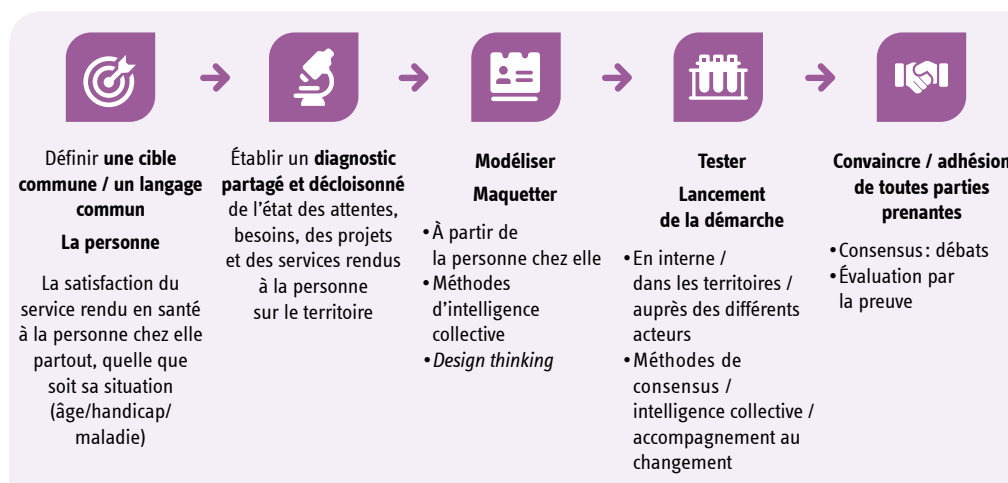 Définir une cible
commune / un langage
commun
La personne
La satisfaction du
service rendu en santé
à la personne chez elle
partout, quelle que
soit sa situation
(âge/handicap/
maladie)
Établir un diagnostic
partagé et décloisonné
de l'état des attentes,
besoins, des projets
et des services rendus
à la personne
sur le territoire
Modéliser
Maquetter
• À partir de
la personne chez elle
• Méthodes
d'intelligence
collective
• Design thinking
Tester
Lancement
de la démarche
• En interne /
dans les territoires /
auprès des différents
acteurs
• Méthodes de
consensus /
intelligence collective /
accompagnement au
changement
Convaincre / adhésion
de toutes parties
prenantes
• Consensus : débats
• Évaluation par
la preuve